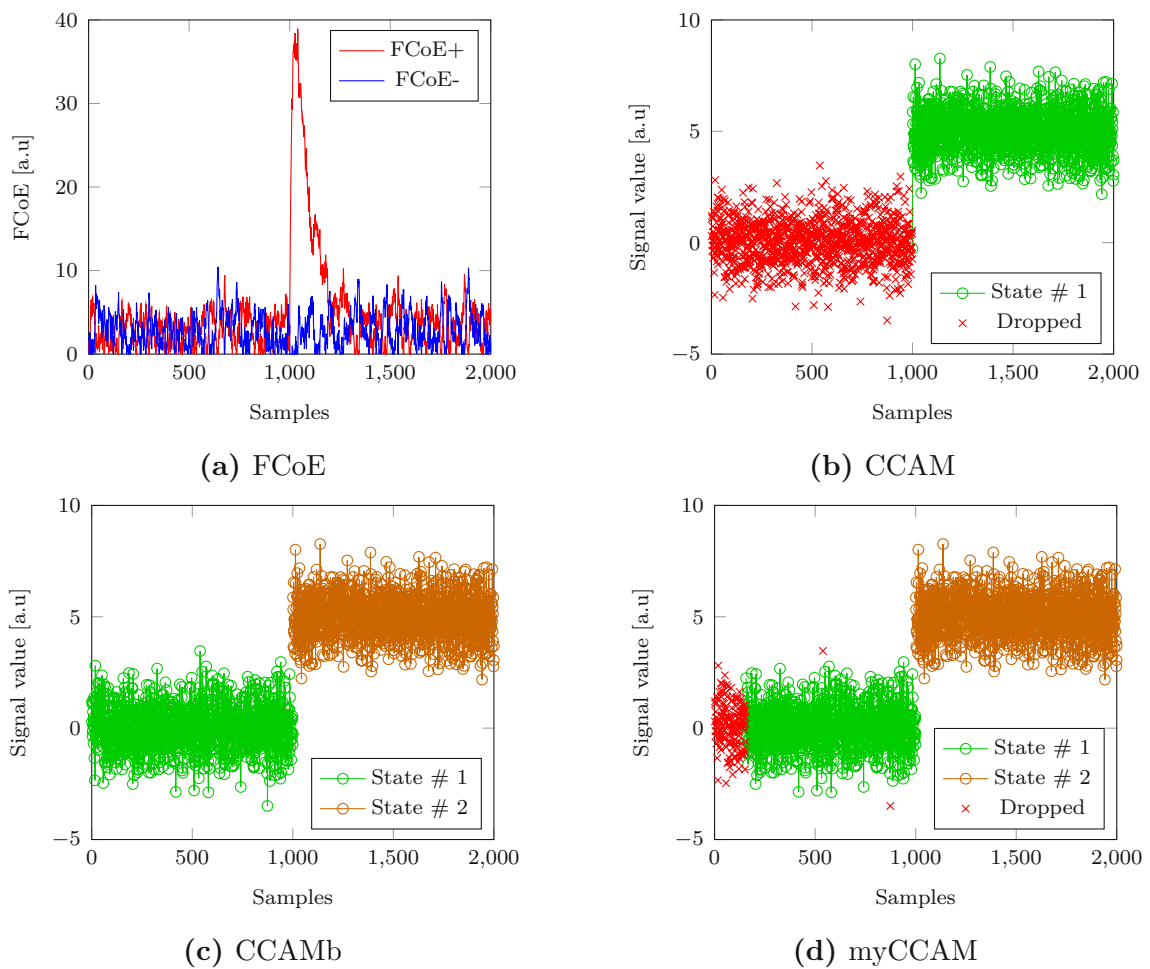 40
30
20
10
0
0
500
1,000
1,500
2,000
FCoE [a.u]
Samples
FCoE+
FCoE-
(a) FCoE
10
5
0
−5
0
500
1,000
1,500
2,000
Signal value [a.u]
Samples
State # 1
Dropped
(b) CCAM
10
5
0
−5
0
500
1,000
1,500
2,000
Signal value [a.u]
Samples
State # 1
State # 2
(c) CCAMb
10
5
0
−5
0
500
1,000
1,500
2,000
Signal value [a.u]
Samples
State # 1
State # 2
Dropped
(d) myCCAM